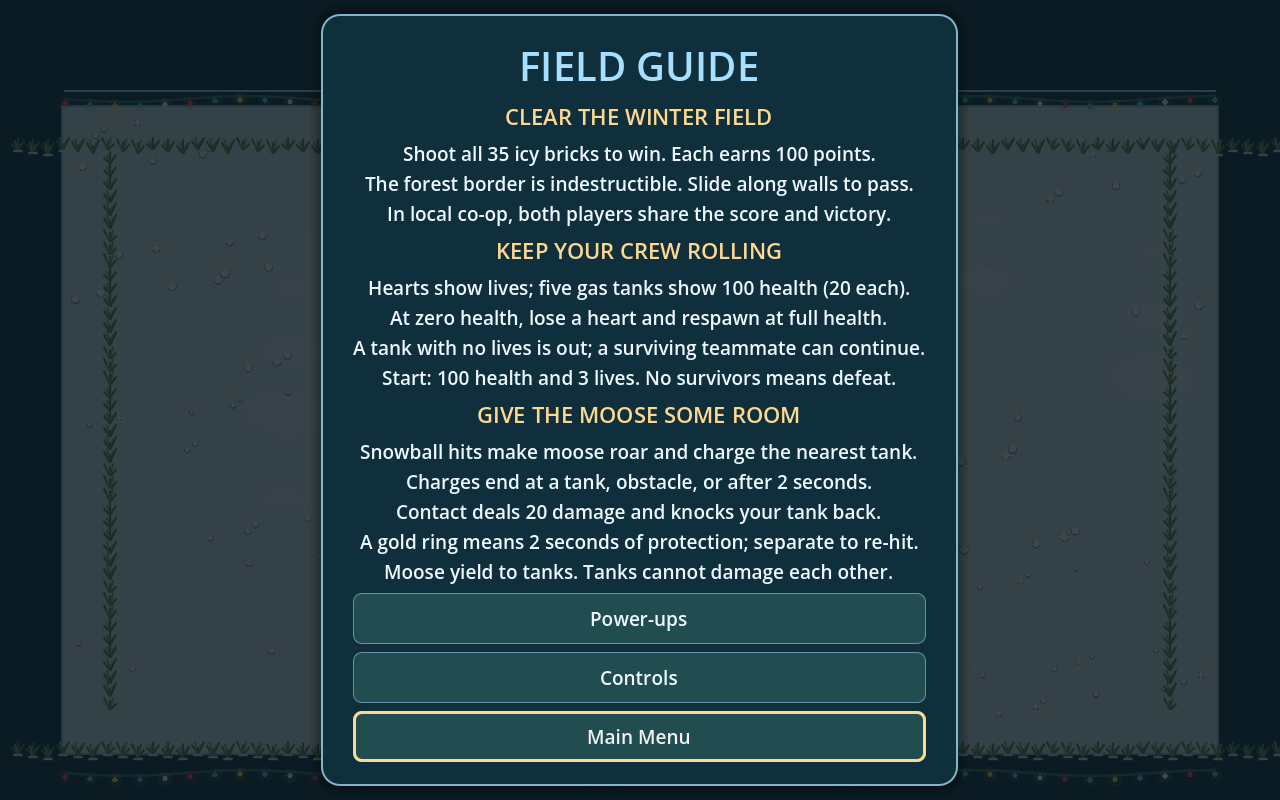 FIELD GUIDE
CLEAR THE WINTER FIELD
Shoot all 35 icy bricks to win. Each earns 100 points.
The forest border is indestructible. Slide along walls to pass.
In local co-op, both players share the score and victory.
KEEP YOUR CREW ROLLING
Hearts show lives; five gas tanks show 100 health (20 each).
At zero health, lose a heart and respawn at full health.
A tank with no lives is out; a surviving teammate can continue.
Start: 100 health and 3 lives. No survivors means defeat.
GIVE THE MOOSE SOME ROOM
Snowball hits make moose roar and charge the nearest tank.
Charges end at a tank, obstacle, or after 2 seconds.
Contact deals 20 damage and knocks your tank back.
A gold ring means 2 seconds of protection; separate to re-hit.
Moose yield to tanks. Tanks cannot damage each other.
Power-ups
Controls
Main Menu